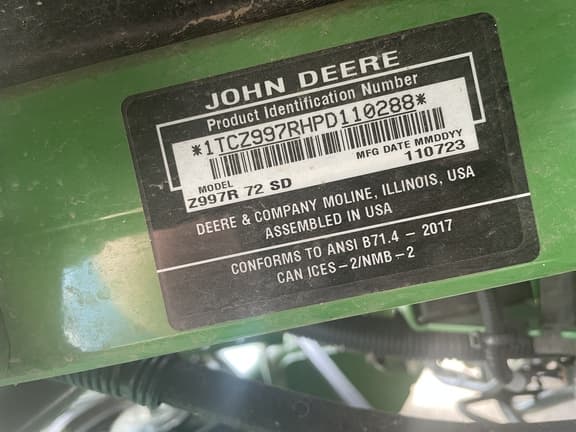 JOHN DEERE
Product Identification Number
*1TCZ997RHPD110288*
MODEL MFG DATE MMDDYY
Z997R 72 SD 110723
DEERE & COMPANY MOLINE, ILLINOIS, USA
ASSEMBLED IN USA
CONFORMS TO ANSI B71.4 - 2017
CAN ICES-2/NMB-2